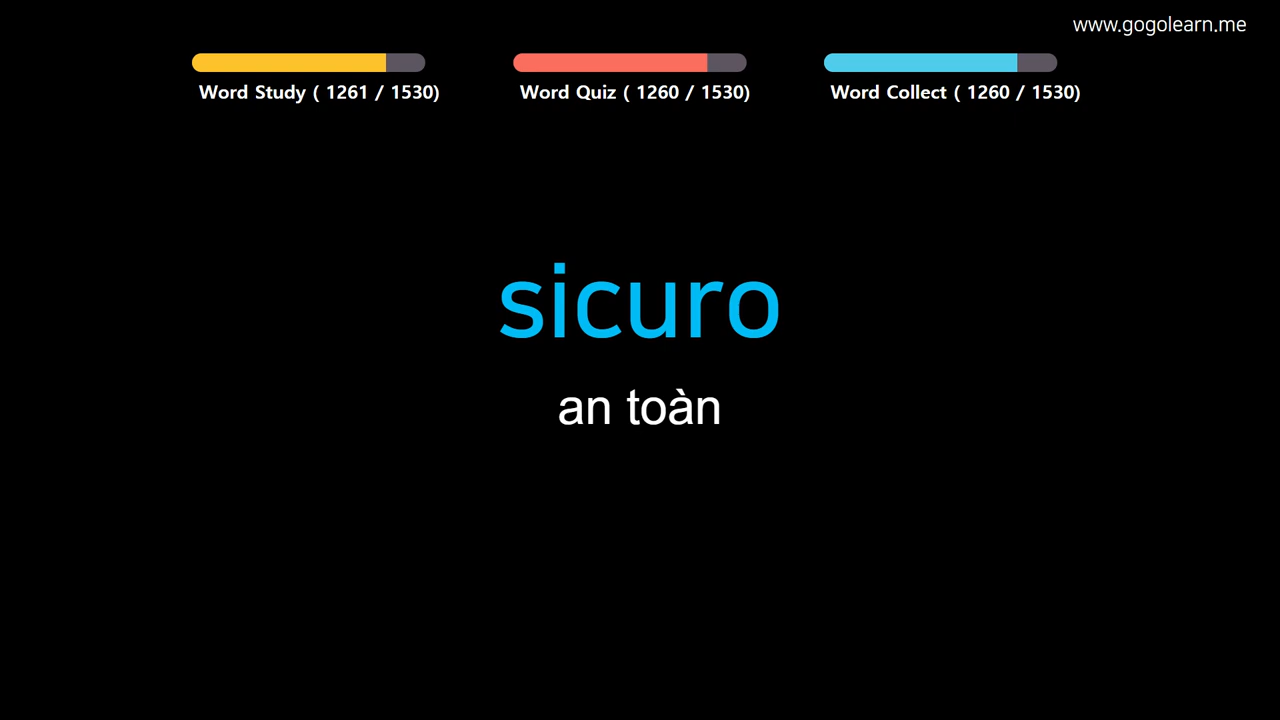 www.gogolearn.me
Word Study ( 1261 / 1530)
Word Quiz ( 1260 / 1530)
Word Collect ( 1260 / 1530)
sicuro
an toàn